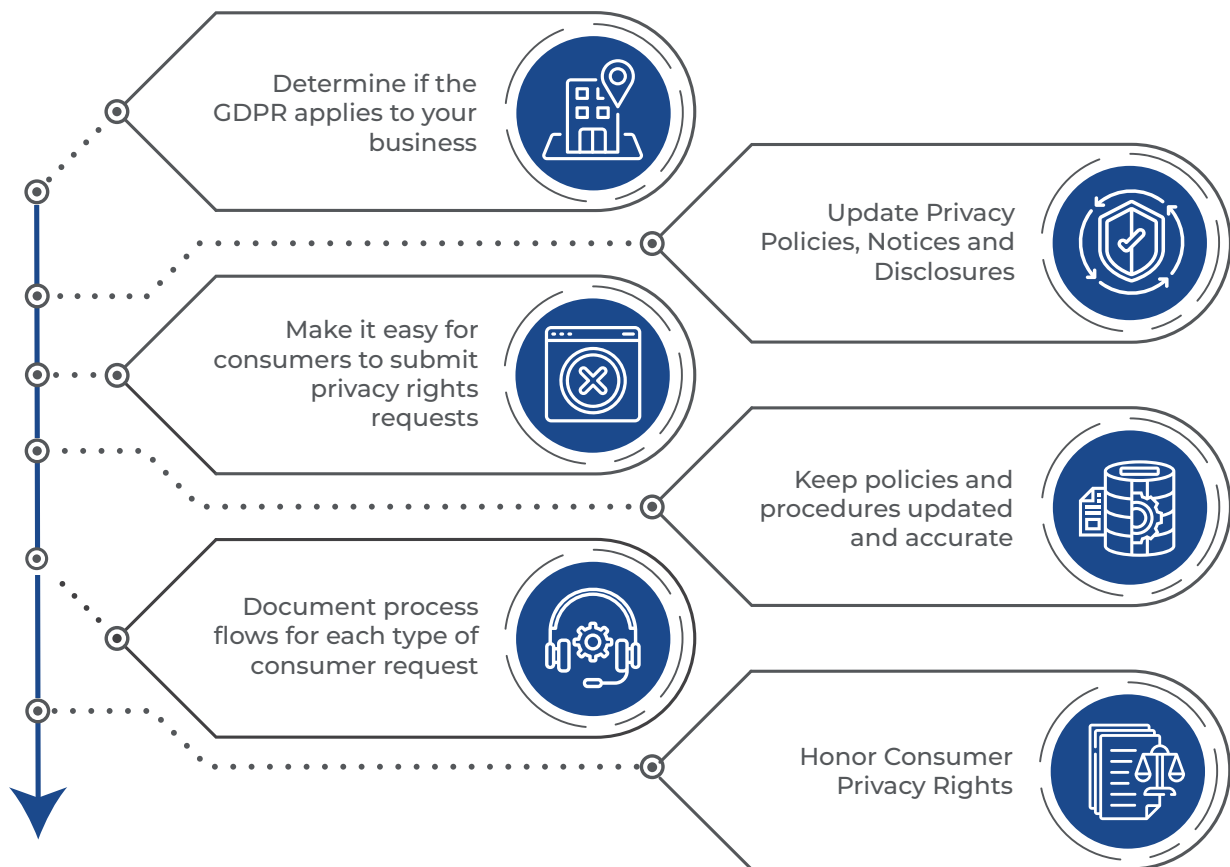 Determine if the
GDPR applies to your
business
Update Privacy
Policies, Notices and
Disclosures
Make it easy for
consumers to submit
privacy rights
requests
Keep policies and
procedures updated
and accurate
Document process
flows for each type of
consumer request
Honor Consumer
Privacy Rights